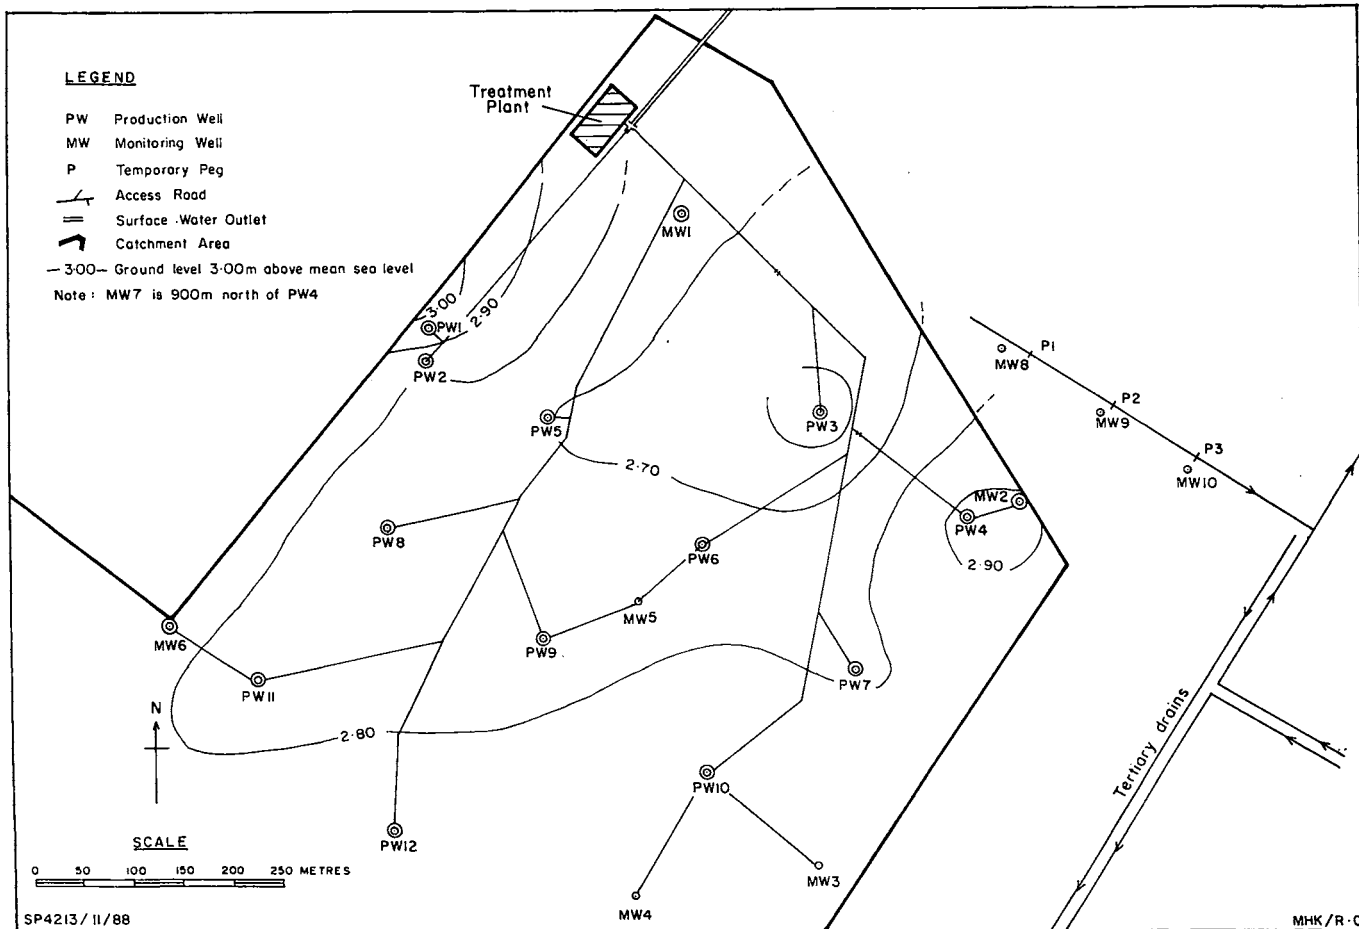 LEGEND
PW Production Well
MW Monitoring Well
P Temporary Peg
Access Road
Surface Water Outlet
Catchment Area
—3·00— Ground level 3·00m above mean sea level
Note : MW7 is 900m north of PW4
Treatment
Plant
MW1
3·00
2·90
PW1
PW2
PW5
PW3
MW8
P1
P2
MW9
P3
MW10
2·70
MW2
PW4
2·90
PW8
PW6
MW5
PW9
MW6
PW11
PW7
N
2·80
Tertiary drains
PW10
PW12
MW3
MW4
SCALE
0 50 100 150 200 250 METRES
SP4213/11/88
MHK/R·C